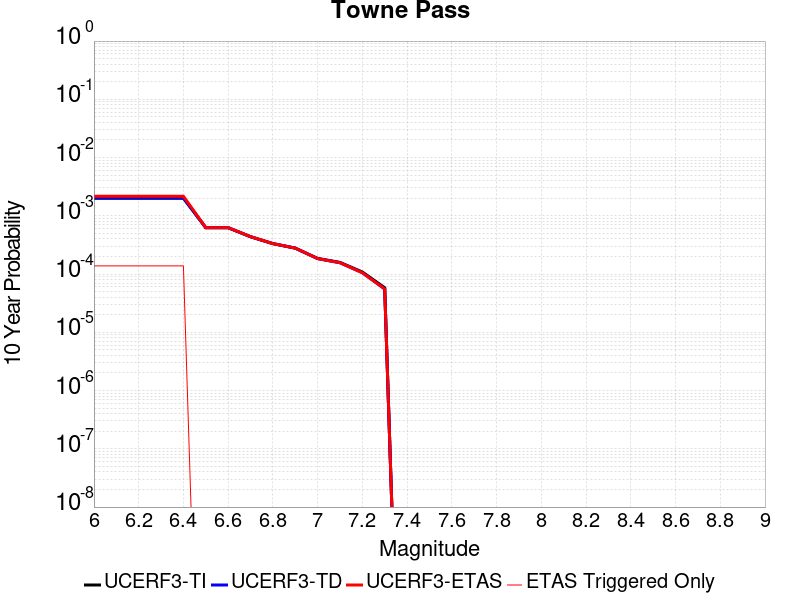 Towne Pass
10^0
10^-1
10^-2
10^-3
10^-4
10^-5
10^-6
10^-7
10^-8
10 Year Probability
6 6.2 6.4 6.6 6.8 7 7.2 7.4 7.6 7.8 8 8.2 8.4 8.6 8.8 9
Magnitude
UCERF3-TI UCERF3-TD UCERF3-ETAS ETAS Triggered Only